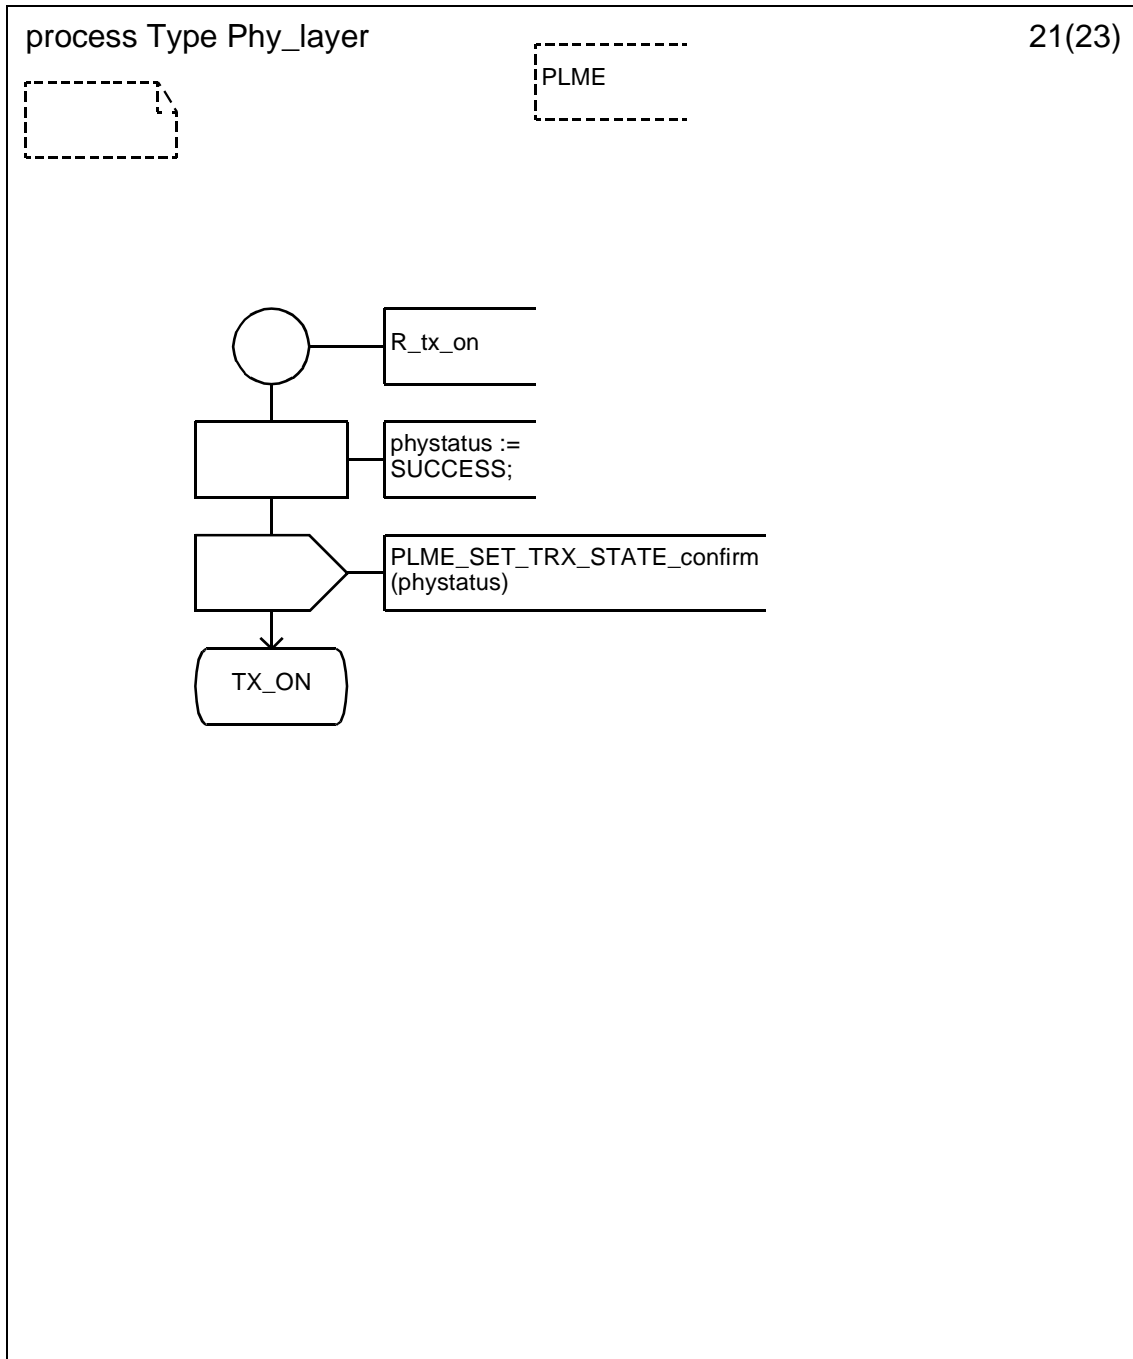 process Type Phy_layer
21(23)
PLME
R_tx_on
phystatus :=
SUCCESS;
PLME_SET_TRX_STATE_confirm
(phystatus)
TX_ON